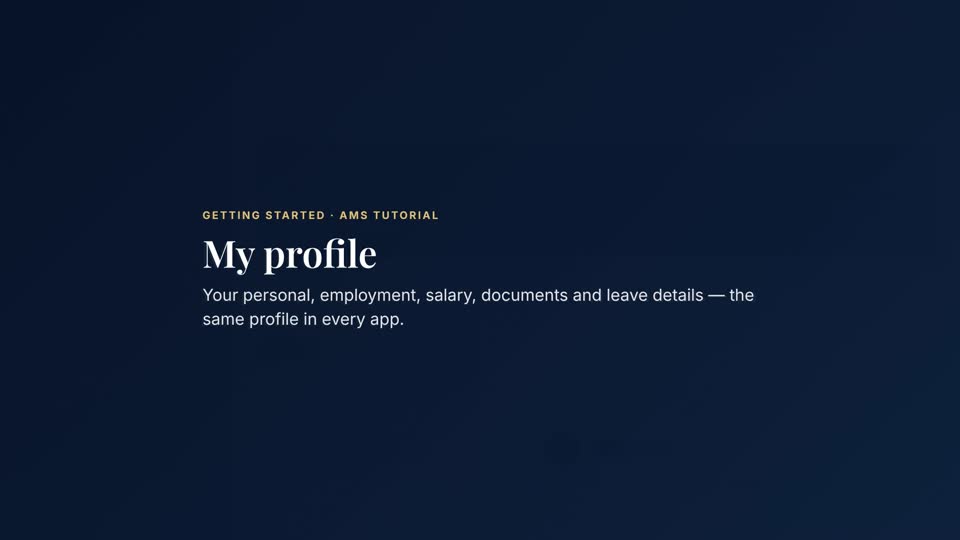 GETTING STARTED · AMS TUTORIAL
My profile
Your personal, employment, salary, documents and leave details — the
same profile in every app.